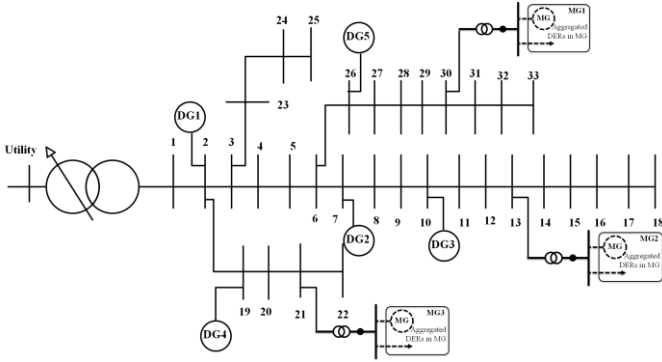 24 25
MG1
MG
Aggregated
DERs in MG
DG5
26 27 28 29 30 31 32 33
23
DG1
Utility
1 2 3 4 5
6 7 8 9 10 11 12 13 14 15 16 17 18
DG2
DG3
MG2
MG
Aggregated
DERs in MG
19 20 21 22
DG4
MG3
MG
Aggregated
DERs in MG